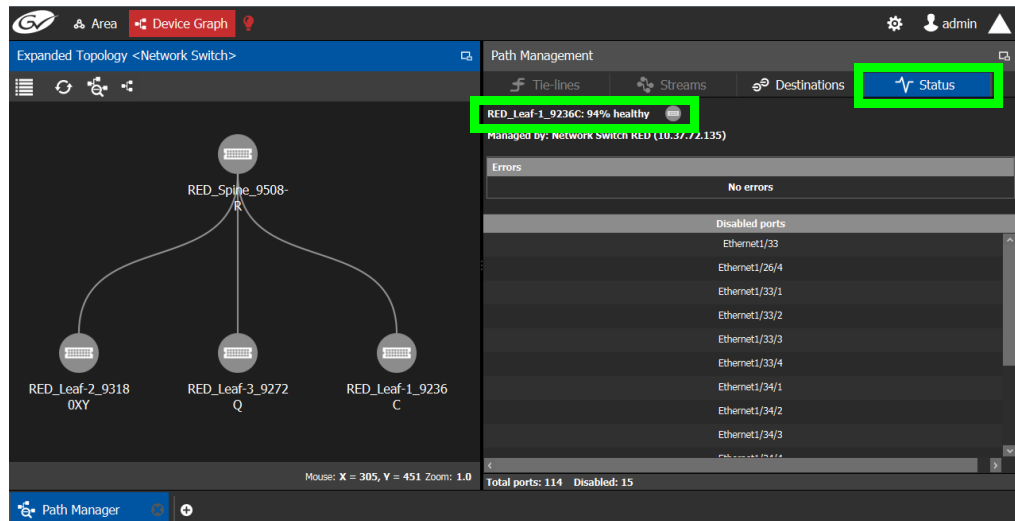 GV
Area
Device Graph
admin
Expanded Topology <Network Switch>
RED_Spine_9508-
R
RED_Leaf-2_9318
0XY
RED_Leaf-3_9272
Q
RED_Leaf-1_9236
C
Mouse: X = 305, Y = 451 Zoom: 1.0
Path Management
Tie-lines
Streams
Destinations
Status
RED_Leaf-1_9236C: 94% healthy
Managed by: Network Switch RED (10.37.72.135)
Errors
No errors
Disabled ports
Ethernet1/33
Ethernet1/26/4
Ethernet1/33/1
Ethernet1/33/2
Ethernet1/33/3
Ethernet1/33/4
Ethernet1/34/1
Ethernet1/34/2
Ethernet1/34/3
Ethernet1/34/4
Total ports: 114 Disabled: 15
Path Manager